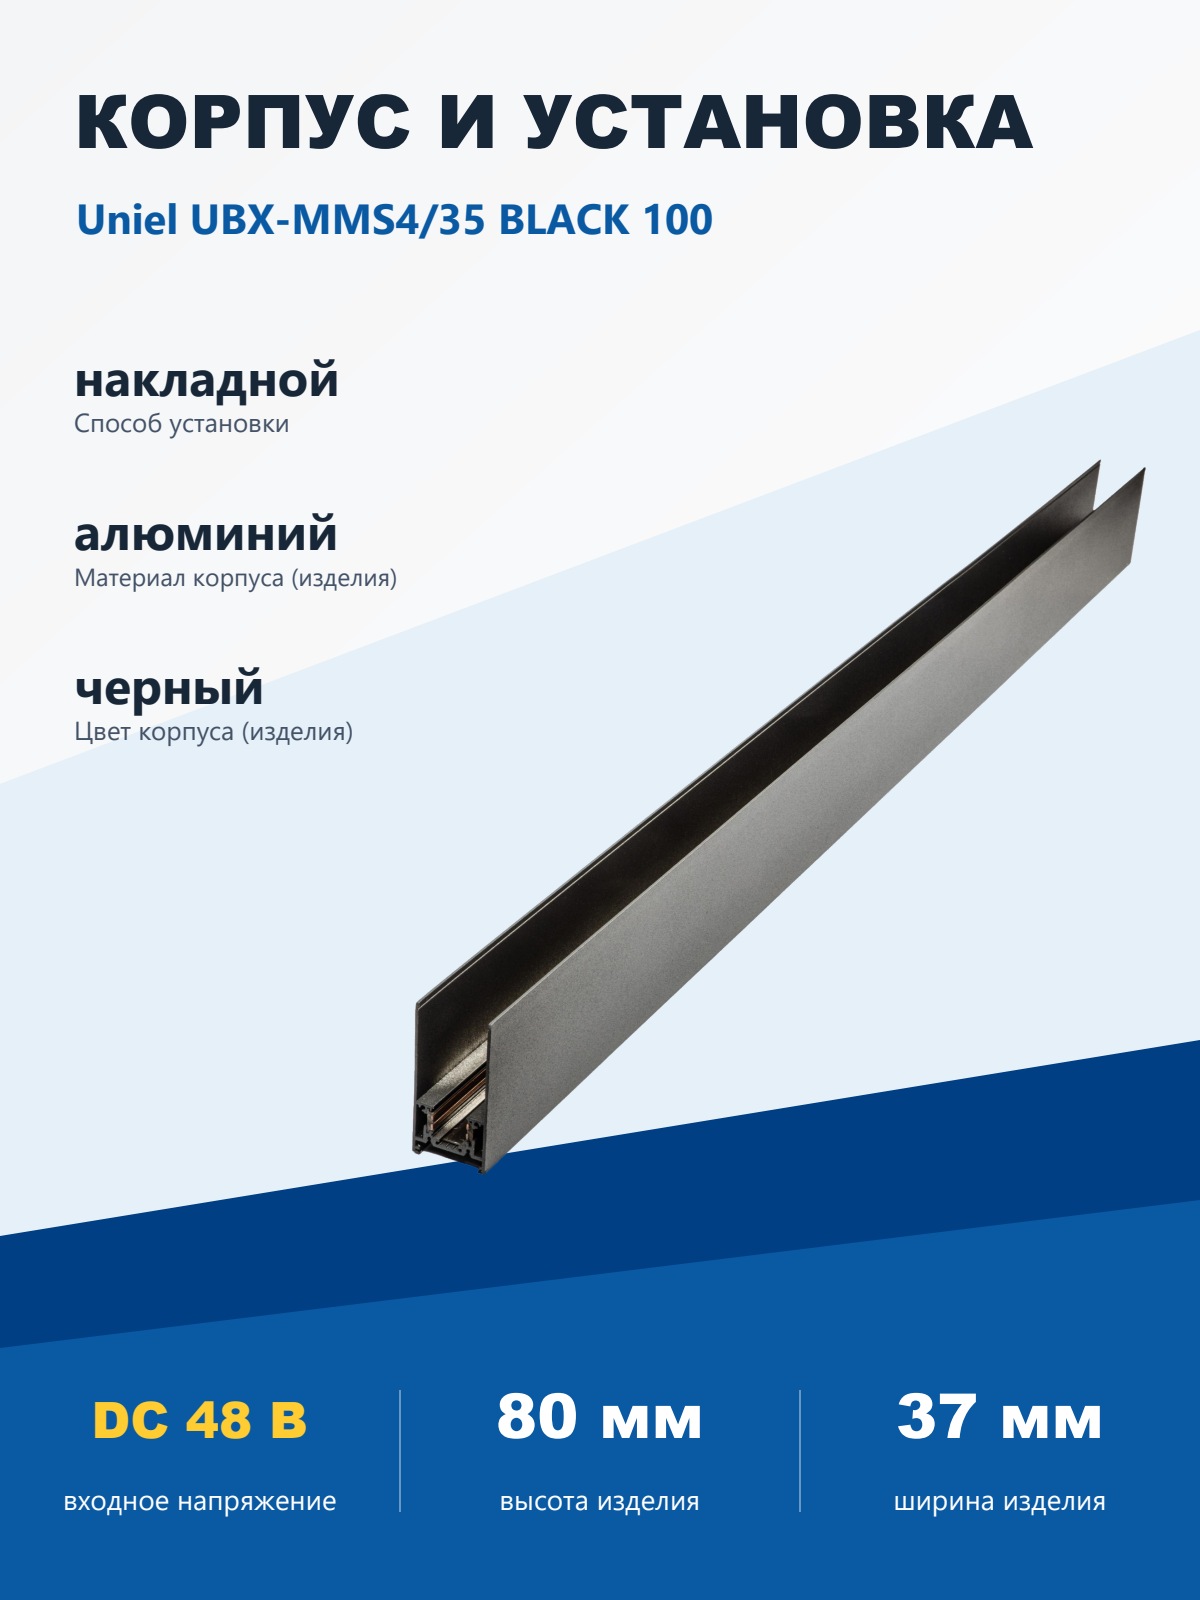 КОРПУС И УСТАНОВКА
Uniel UBX-MMS4/35 BLACK 100
накладной
Способ установки
алюминий
Материал корпуса (изделия)
черный
Цвет корпуса (изделия)
DC 48 В
входное напряжение
80 мм
высота изделия
37 мм
ширина изделия